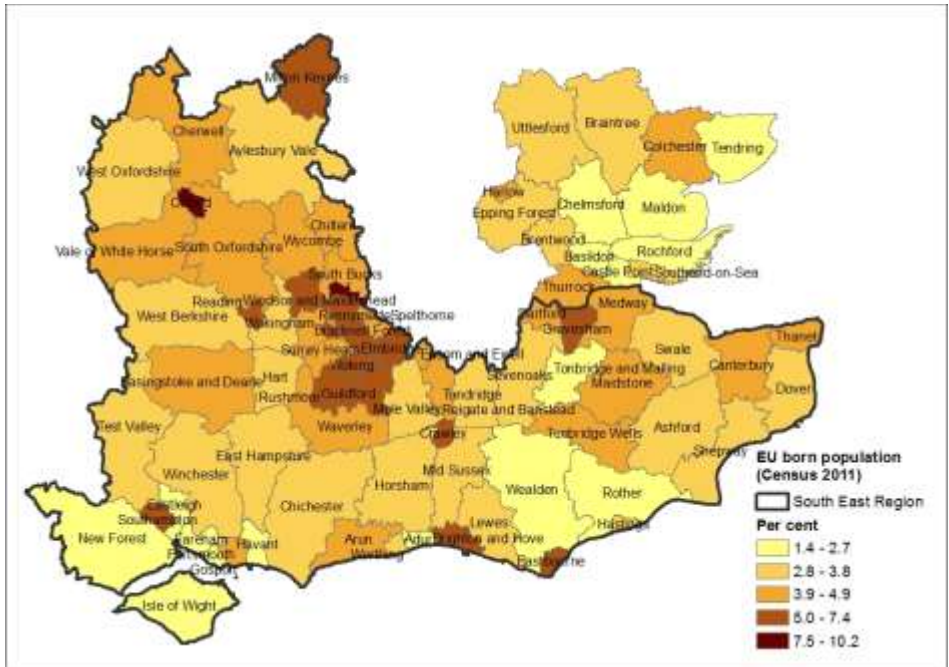 Milton Keynes
Cherwell
Aylesbury Vale
West Oxfordshire
Oxford
Chiltern
Vale of White Horse
South Oxfordshire
Wycombe
South Bucks
Reading
Windsor and Maidenhead
West Berkshire
Wokingham
Runnymede
Spelthorne
Bracknell Forest
Surrey Heath
Elmbridge
Epsom and Ewell
Woking
Basingstoke and Deane
Hart
Rushmoor
Guildford
Mole Valley
Tandridge
Reigate and Banstead
Sevenoaks
Waverley
Crawley
Test Valley
East Hampshire
Winchester
Chichester
Horsham
Mid Sussex
Wealden
Eastleigh
Southampton
New Forest
Fareham
Portsmouth
Gosport
Havant
Arun
Worthing
Adur
Brighton and Hove
Lewes
Eastbourne
Isle of Wight
Uttlesford
Braintree
Colchester
Tendring
Harlow
Epping Forest
Chelmsford
Maldon
Brentwood
Basildon
Rochford
Castle Point
Southend-on-Sea
Thurrock
Dartford
Gravesham
Medway
Swale
Thanet
Tonbridge and Malling
Maidstone
Canterbury
Dover
Tunbridge Wells
Ashford
Shepway
Rother
Hastings
EU born population
(Census 2011)
South East Region
Per cent
1.4 - 2.7
2.8 - 3.8
3.9 - 4.9
5.0 - 7.4
7.5 - 10.2